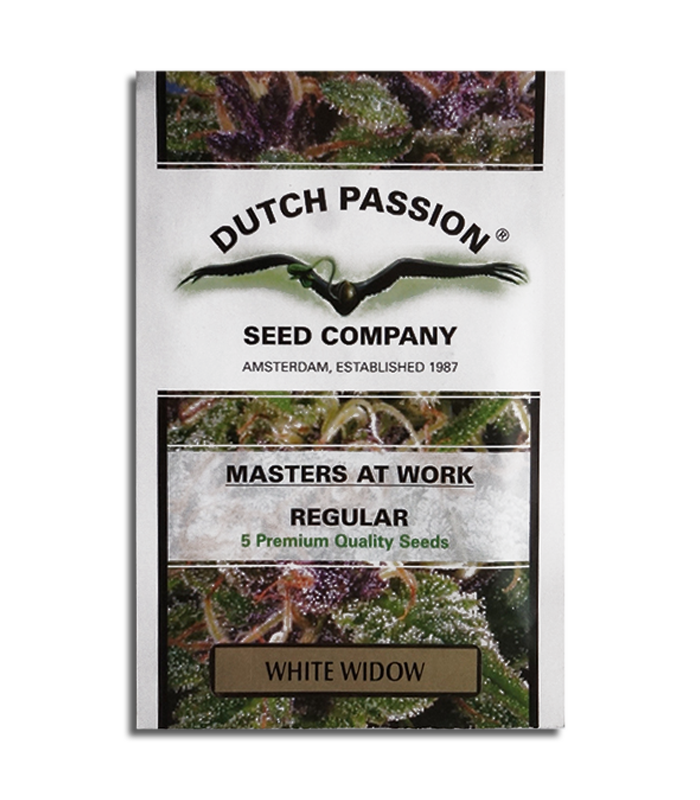 DUTCH PASSION®
SEED COMPANY
AMSTERDAM, ESTABLISHED 1987
MASTERS AT WORK
REGULAR
5 Premium Quality Seeds
WHITE WIDOW